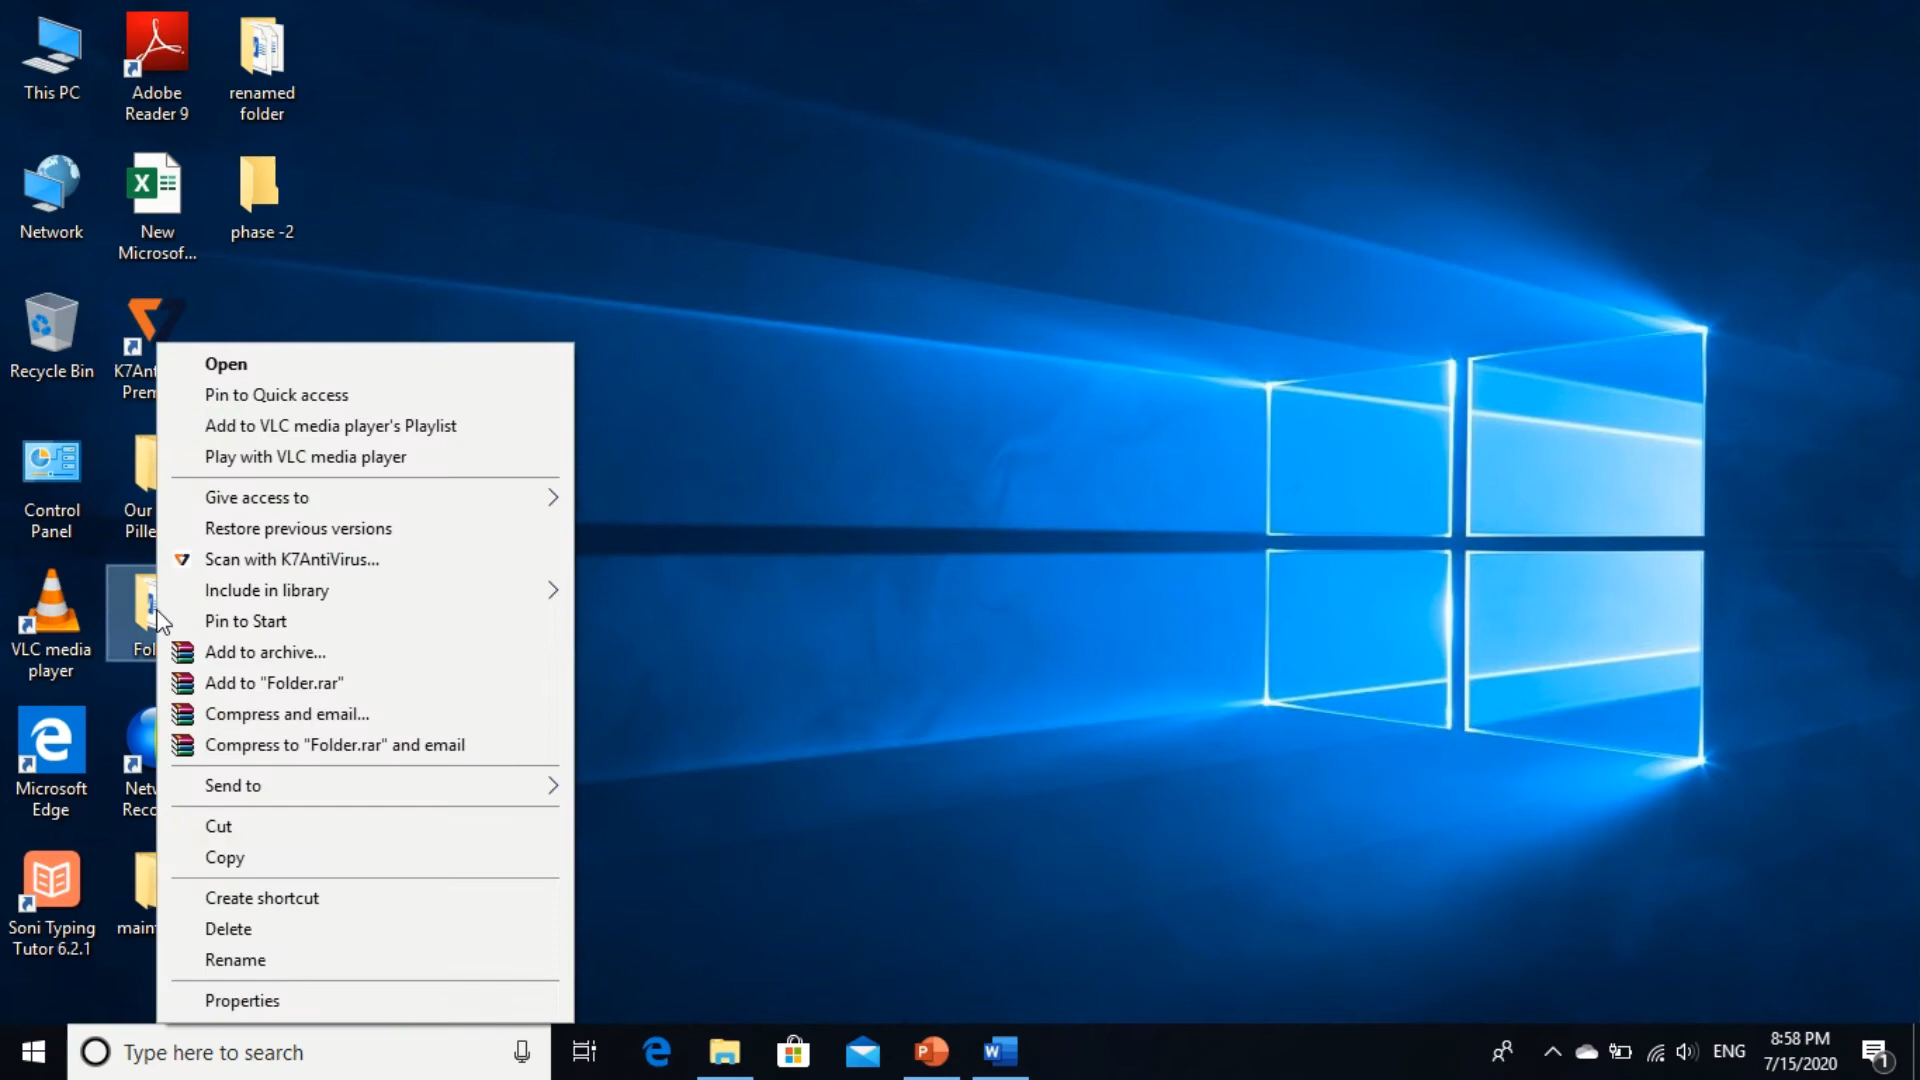 This PC
Adobe
Reader 9
renamed
folder
Network
New
Microsof...
phase -2
Recycle Bin
K7Ant
Prem
Control
Panel
Our
Pille
VLC media
player
Fol
Microsoft
Edge
Netw
Reco
Soni Typing
Tutor 6.2.1
main
Open
Pin to Quick access
Add to VLC media player's Playlist
Play with VLC media player
Give access to
Restore previous versions
Scan with K7AntiVirus...
Include in library
Pin to Start
Add to archive...
Add to "Folder.rar"
Compress and email...
Compress to "Folder.rar" and email
Send to
Cut
Copy
Create shortcut
Delete
Rename
Properties
Type here to search
ENG
8:58 PM
7/15/2020
1